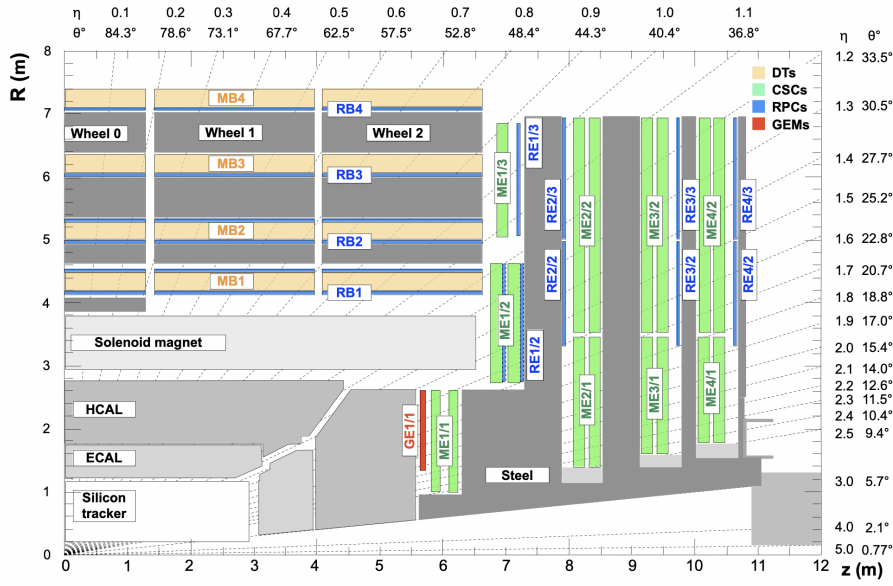 η 0.1 0.2 0.3 0.4 0.5 0.6 0.7 0.8 0.9 1.0 1.1
θ° 84.3° 78.6° 73.1° 67.7° 62.5° 57.5° 52.8° 48.4° 44.3° 40.4° 36.8° η θ°
R (m)
8
7
6
5
4
3
2
1
0
1.2 33.5°
1.3 30.5°
1.4 27.7°
1.5 25.2°
1.6 22.8°
1.7 20.7°
1.8 18.8°
1.9 17.0°
2.0 15.4°
2.1 14.0°
2.2 12.6°
2.3 11.5°
2.4 10.4°
2.5 9.4°
3.0 5.7°
4.0 2.1°
5.0 0.77°
DTs
CSCs
RPCs
GEMs
MB4
RB4
Wheel 0 Wheel 1 Wheel 2
MB3
RB3
MB2
RB2
MB1
RB1
Solenoid magnet
HCAL
ECAL
Silicon
tracker
Steel
GE1/1
ME1/1
ME1/2
ME1/3
RE1/2
RE1/3
RE2/2
RE2/3
ME2/1
ME2/2
ME3/1
ME3/2
RE3/2
RE3/3
ME4/1
ME4/2
RE4/2
RE4/3
0 1 2 3 4 5 6 7 8 9 10 11 12
z (m)